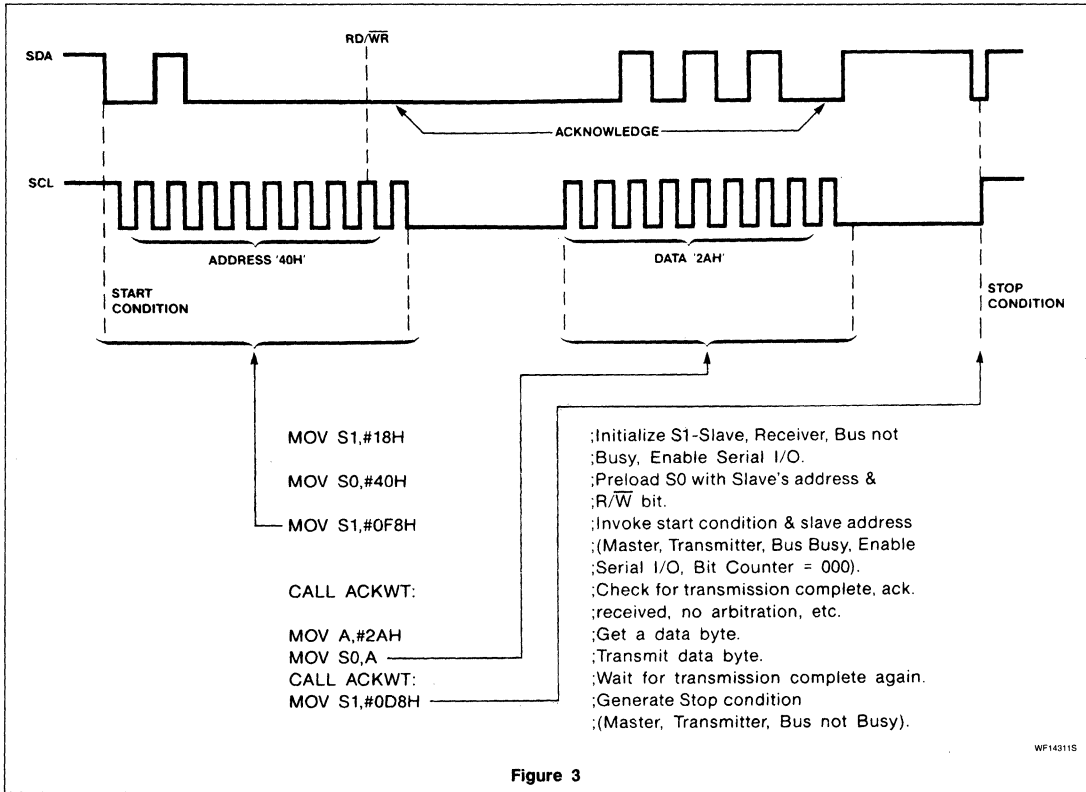 RD/WR
SDA
ACKNOWLEDGE
SCL
ADDRESS '40H'
DATA '2AH'
START
CONDITION
STOP
CONDITION
MOV S1,#18H
;Initialize S1-Slave, Receiver, Bus not
;Busy, Enable Serial I/O.
MOV S0,#40H
;Preload S0 with Slave's address &
;R/W bit.
MOV S1,#0F8H
;Invoke start condition & slave address
;(Master, Transmitter, Bus Busy, Enable
;Serial I/O, Bit Counter = 000).
CALL ACKWT:
;Check for transmission complete, ack.
;received, no arbitration, etc.
MOV A,#2AH
;Get a data byte.
MOV S0,A
;Transmit data byte.
CALL ACKWT:
;Wait for transmission complete again.
MOV S1,#0D8H
;Generate Stop condition
;(Master, Transmitter, Bus not Busy).
WF14311S
Figure 3